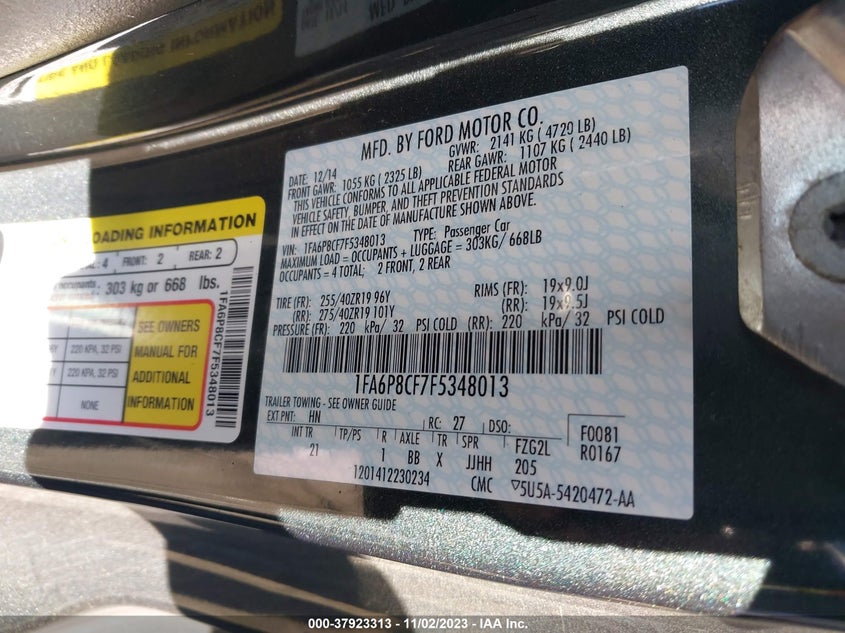 MFD. BY FORD MOTOR CO.
DATE: 12/14 GVWR: 2141 KG ( 4720 LB)
FRONT GAWR: 1055 KG ( 2325 LB) REAR GAWR: 1107 KG ( 2440 LB)
THIS VEHICLE CONFORMS TO ALL APPLICABLE FEDERAL MOTOR
VEHICLE SAFETY, BUMPER, AND THEFT PREVENTION STANDARDS
IN EFFECT ON THE DATE OF MANUFACTURE SHOWN ABOVE.
VIN: 1FA6P8CF7F5348013 TYPE: Passenger Car
MAXIMUM LOAD = OCCUPANTS + LUGGAGE = 303KG/ 668LB
OCCUPANTS = 4 TOTAL; 2 FRONT, 2 REAR
TIRE (FR): 255/40ZR19 96Y RIMS (FR): 19x9.0J
(RR): 275/40ZR19 101Y (RR): 19x9.5J
PRESSURE (FR): 220 kPa/ 32 PSI COLD (RR): 220 kPa/ 32 PSI COLD
1FA6P8CF7F5348013
TRAILER TOWING - SEE OWNER GUIDE
EXT PNT: HN RC: 27 DSO: F0081
R0167
INT TR TP/PS R AXLE TR SPR FZG2L
21 1 BB X JJHH 205
1201412230234 CMC ▽5U5A-5420472-AA
LOADING INFORMATION
4 FRONT: 2 REAR: 2
303 kg or 668 lbs.
220 KPA, 32 PSI
220 KPA, 32 PSI
NONE
SEE OWNERS
MANUAL FOR
ADDITIONAL
INFORMATION
1FA6P8CF7F5348013
000-37923313 - 11/02/2023 - IAA Inc.